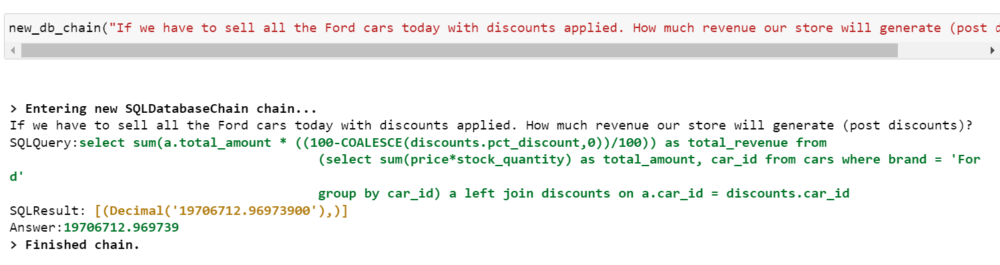 new_db_chain("If we have to sell all the Ford cars today with discounts applied. How much revenue our store will generate (post d
> Entering new SQLDatabaseChain chain...
If we have to sell all the Ford cars today with discounts applied. How much revenue our store will generate (post discounts)?
SQLQuery:select sum(a.total_amount * ((100-COALESCE(discounts.pct_discount,0))/100)) as total_revenue from
(select sum(price*stock_quantity) as total_amount, car_id from cars where brand = 'For
d'
group by car_id) a left join discounts on a.car_id = discounts.car_id
SQLResult: [(Decimal('19706712.96973900'),)]
Answer:19706712.969739
> Finished chain.